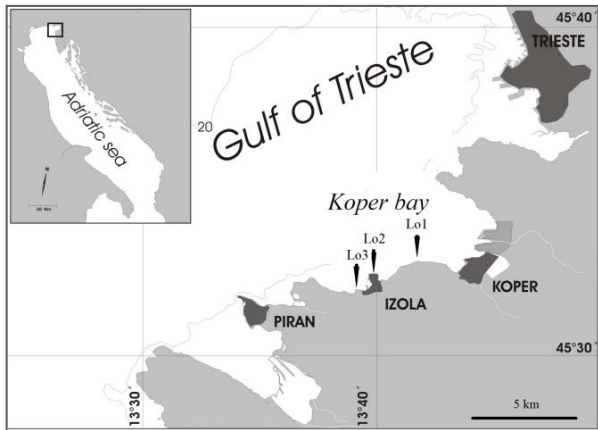 45°40´
TRIESTE
Adriatic sea
N
Gulf of Trieste
20
Koper bay
Lo1
Lo2
Lo3
KOPER
IZOLA
PIRAN
45°30´
13°30´
13°40´
5 km